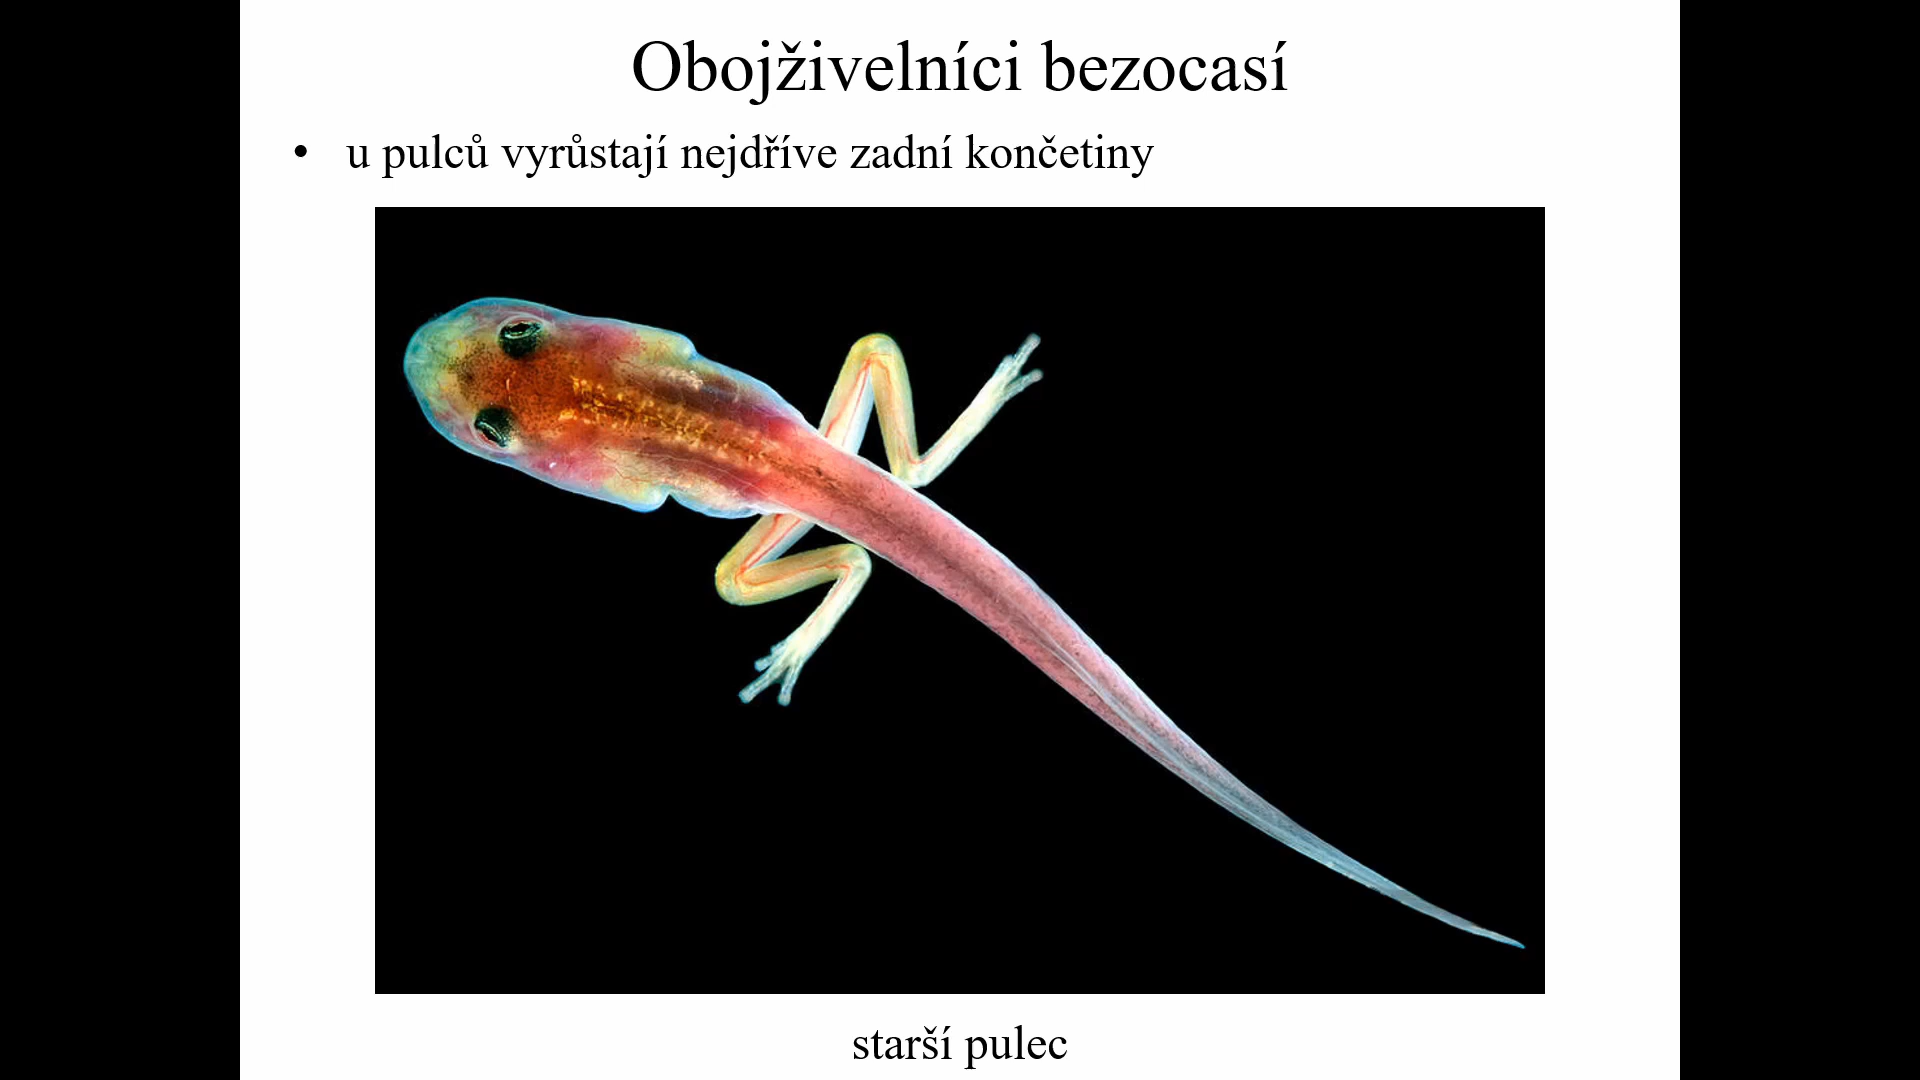 Obojživelníci bezocasí
• u pulců vyrůstají nejdříve zadní končetiny
starší pulec